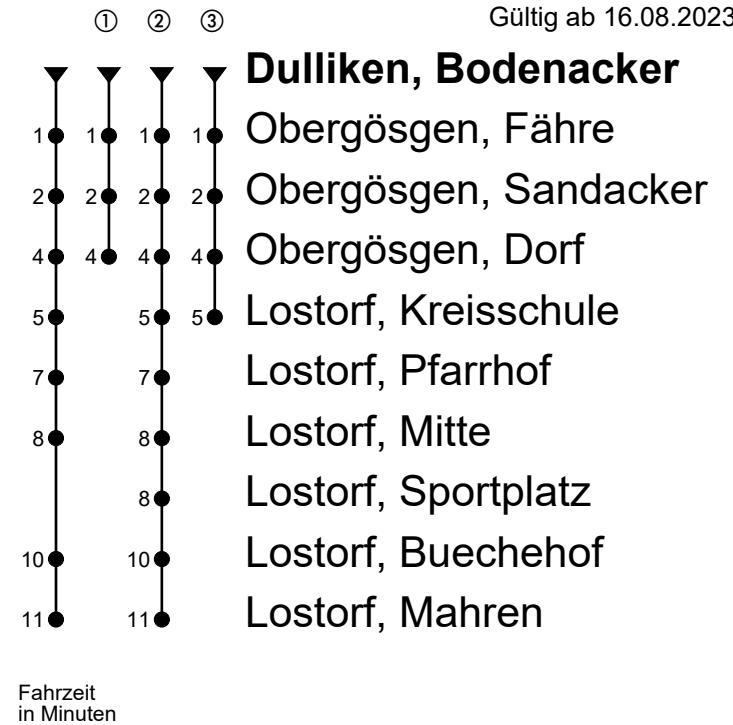 ① ② ③ Gültig ab 16.08.2023
Dulliken, Bodenacker
1 1 1 1 Obergösgen, Fähre
2 2 2 2 Obergösgen, Sandacker
4 4 4 4 Obergösgen, Dorf
5 5 5 Lostorf, Kreisschule
7 7 Lostorf, Pfarrhof
8 8 Lostorf, Mitte
8 Lostorf, Sportplatz
10 10 Lostorf, Buechehof
11 11 Lostorf, Mahren
Fahrzeit
in Minuten